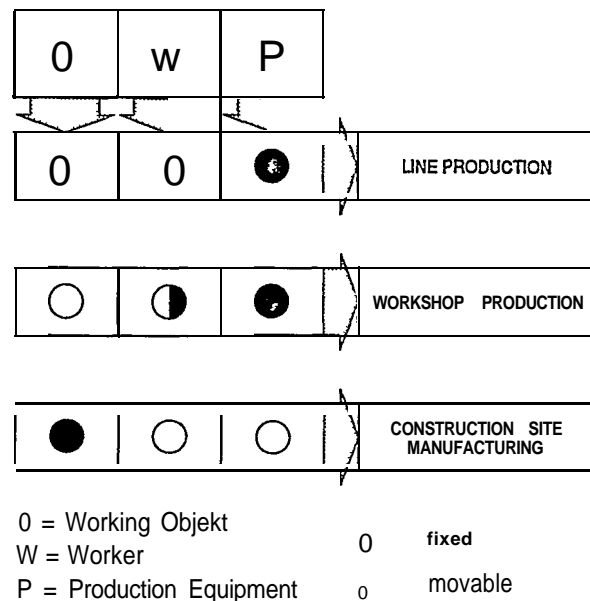 0 W P
0 0 LINE PRODUCTION
WORKSHOP PRODUCTION
CONSTRUCTION SITE
MANUFACTURING
0 = Working Objekt
W = Worker
P = Production Equipment
0 fixed
0 movable